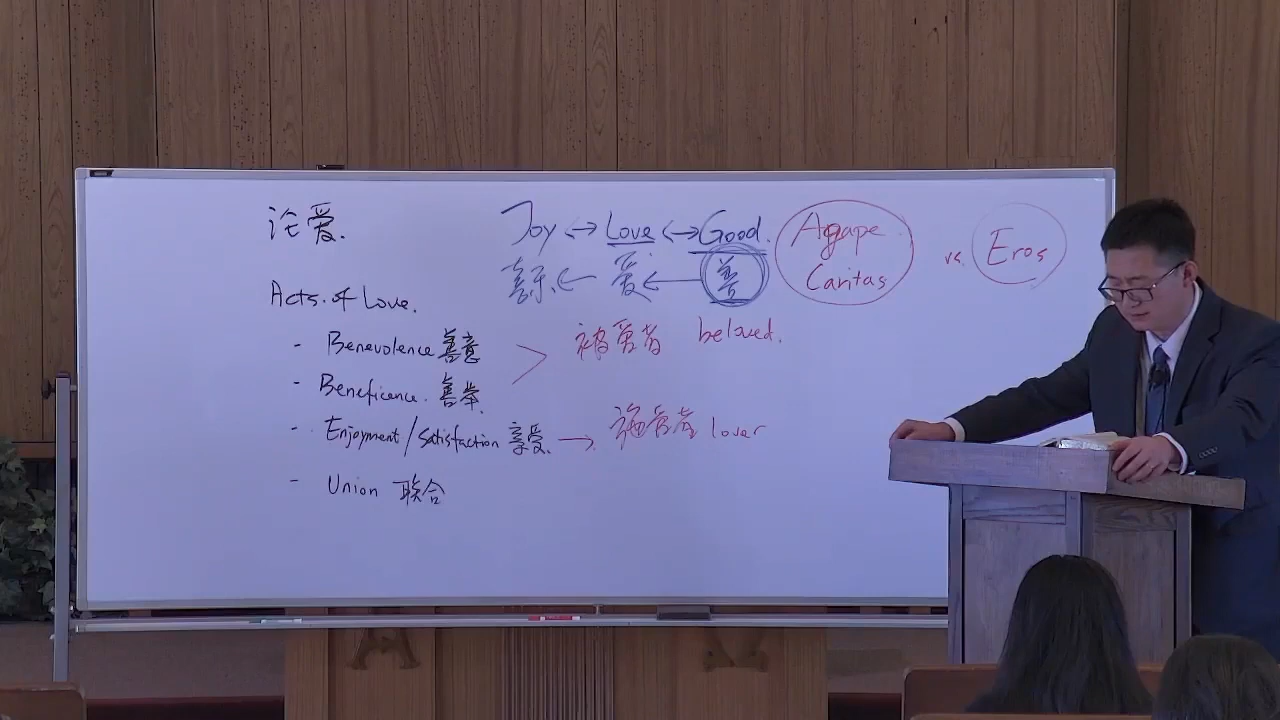 论爱.
Joy ↔ Love ↔ Good.
喜乐 ← 爱 ← 善
Agape
Caritas
vs. Eros
Acts of Love.
- Benevolence 善意
- Beneficence. 善举.
> 被爱者 beloved.
- Enjoyment/Satisfaction 享受. → 施爱者 lover
- Union 联合